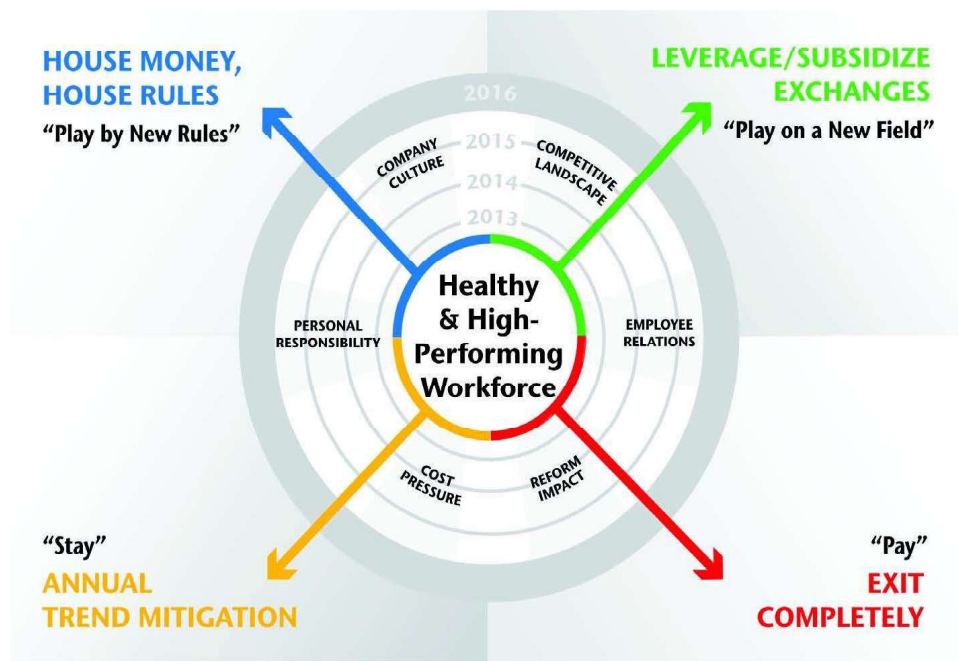 HOUSE MONEY,
HOUSE RULES
“Play by New Rules”
LEVERAGE/SUBSIDIZE
EXCHANGES
“Play on a New Field”
2016
2015
2014
2013
COMPANY
CULTURE
COMPETITIVE
LANDSCAPE
PERSONAL
RESPONSIBILITY
Healthy
& High-
Performing
Workforce
EMPLOYEE
RELATIONS
COST
PRESSURE
REFORM
IMPACT
“Stay”
ANNUAL
TREND MITIGATION
“Pay”
EXIT
COMPLETELY